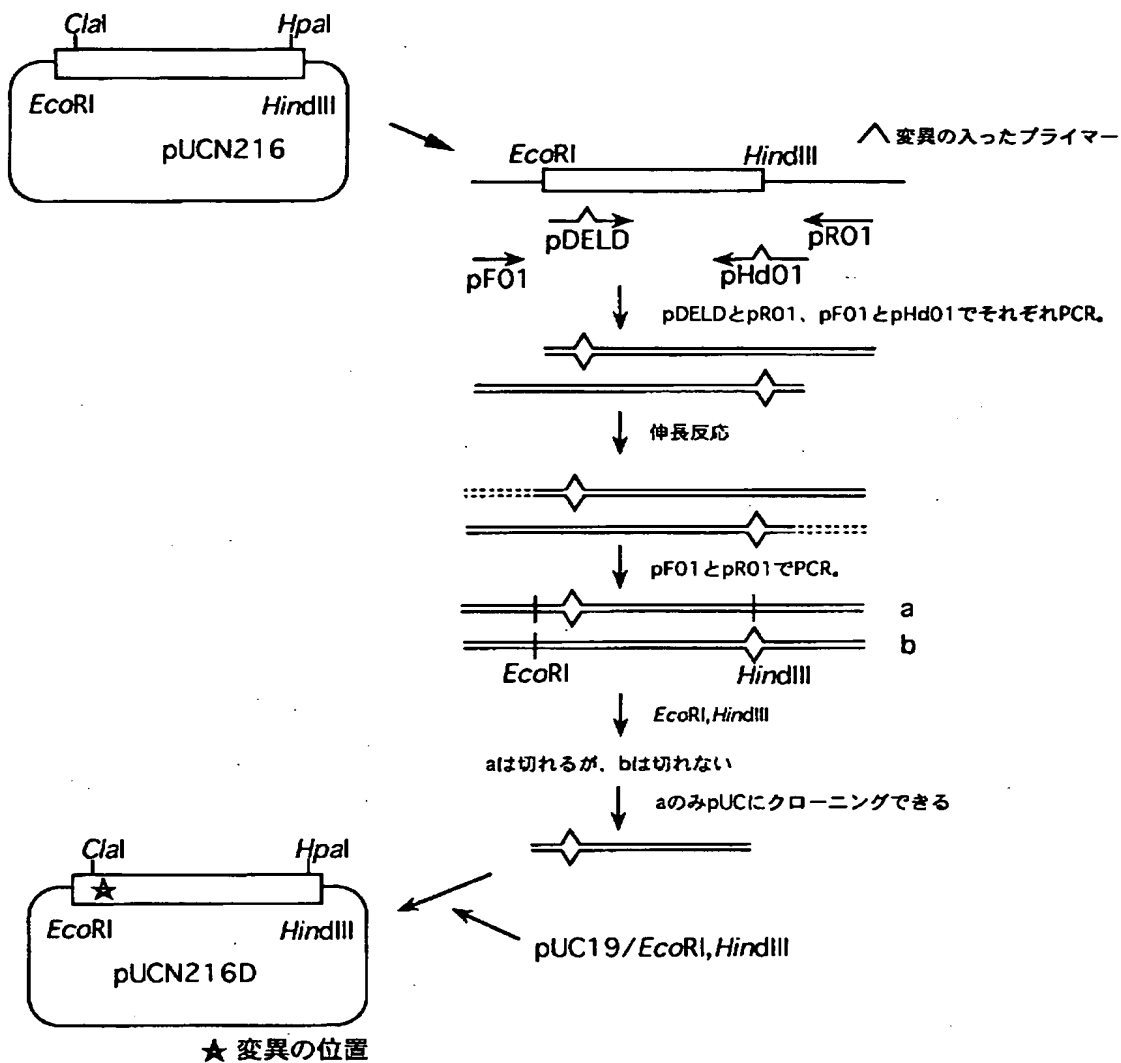 ClaI HpaI
EcoRI HindIII
pUCN216
∧ 変異の入ったプライマー
EcoRI HindIII
pDELD pR01
pF01 pHd01
pDELDとpR01、pF01とpHd01でそれぞれPCR。
伸長反応
pF01とpR01でPCR。
a
b
EcoRI HindIII
EcoRI,HindIII
aは切れるが、bは切れない
aのみpUCにクローニングできる
ClaI HpaI
EcoRI HindIII
pUCN216D
pUC19/EcoRI,HindIII
★ 変異の位置